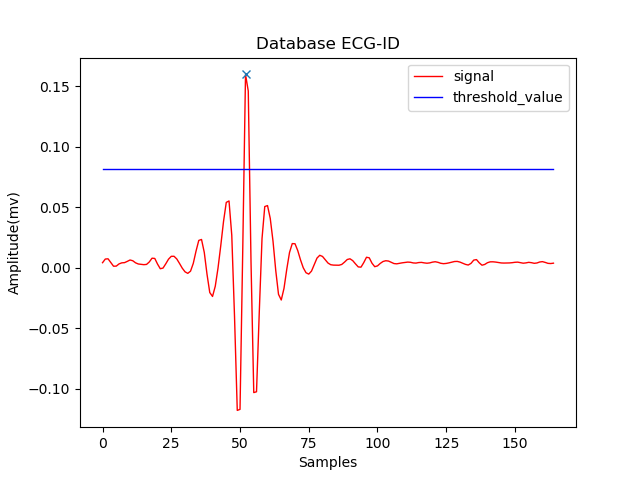 Database ECG-ID
signal
threshold_value
0.15
0.10
0.05
0.00
−0.05
−0.10
Amplitude(mv)
0 25 50 75 100 125 150
Samples